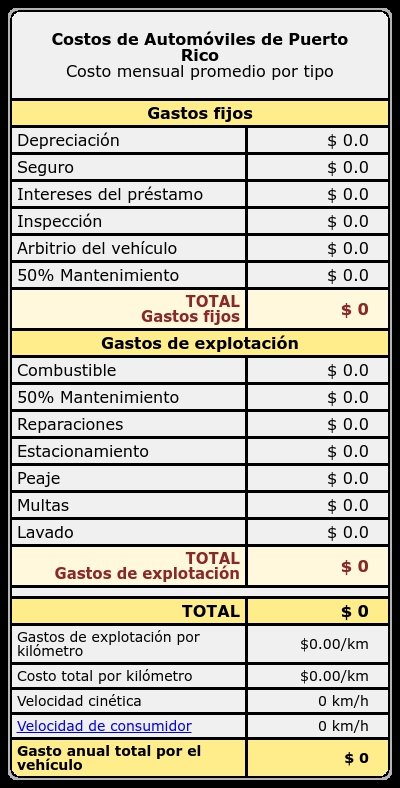 Costos de Automóviles de Puerto
Rico
Costo mensual promedio por tipo
Gastos fijos
Depreciación $ 0.0
Seguro $ 0.0
Intereses del préstamo $ 0.0
Inspección $ 0.0
Arbitrio del vehículo $ 0.0
50% Mantenimiento $ 0.0
TOTAL
Gastos fijos $ 0
Gastos de explotación
Combustible $ 0.0
50% Mantenimiento $ 0.0
Reparaciones $ 0.0
Estacionamiento $ 0.0
Peaje $ 0.0
Multas $ 0.0
Lavado $ 0.0
TOTAL
Gastos de explotación $ 0
TOTAL $ 0
Gastos de explotación por
kilómetro $0.00/km
Costo total por kilómetro $0.00/km
Velocidad cinética 0 km/h
Velocidad de consumidor 0 km/h
Gasto anual total por el
vehículo $ 0